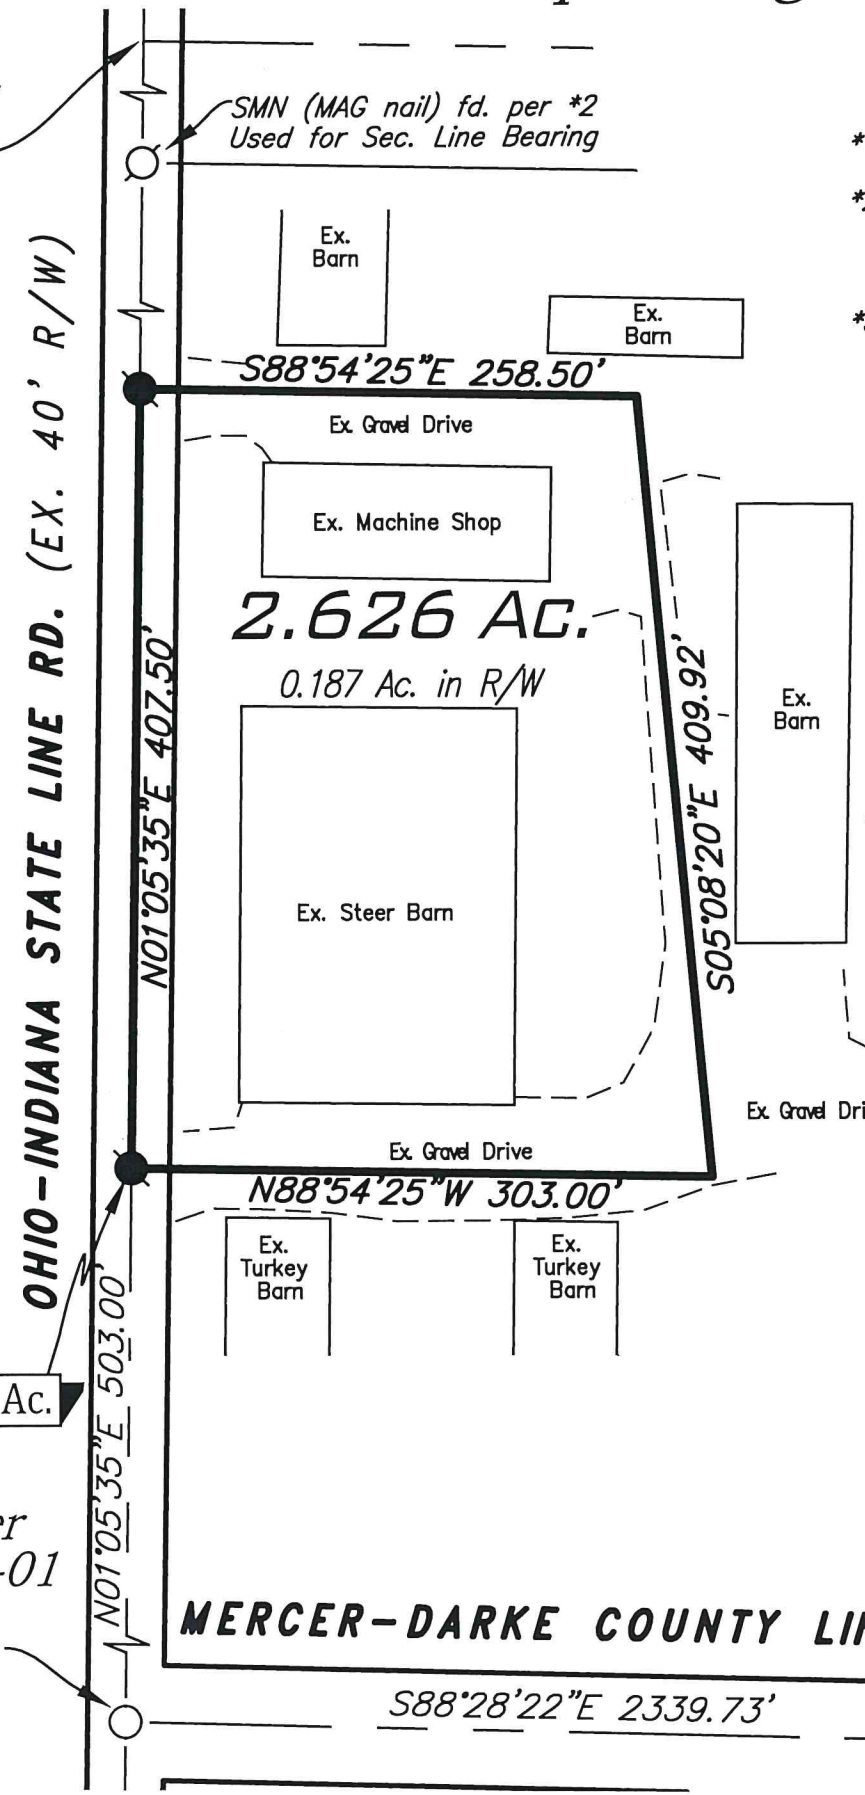 SMN (MAG nail) fd. per *2
Used for Sec. Line Bearing
*
*
*
Ex.
Barn
Ex.
Barn
S88°54'25"E 258.50'
Ex. Gravel Drive
Ex. Machine Shop
2.626 Ac.
0.187 Ac. in R/W
OHIO-INDIANA STATE LINE RD. (EX. 40' R/W)
N01°05'35"E 407.50'
S05°08'20"E 409.92'
Ex.
Barn
Ex. Steer Barn
Ex. Gravel Dri
Ex. Gravel Drive
N88°54'25"W 303.00'
Ex.
Turkey
Barn
Ex.
Turkey
Barn
N01°05'35"E 503.00'
Ac.
er
-01
MERCER-DARKE COUNTY LI
S88°28'22"E 2339.73'